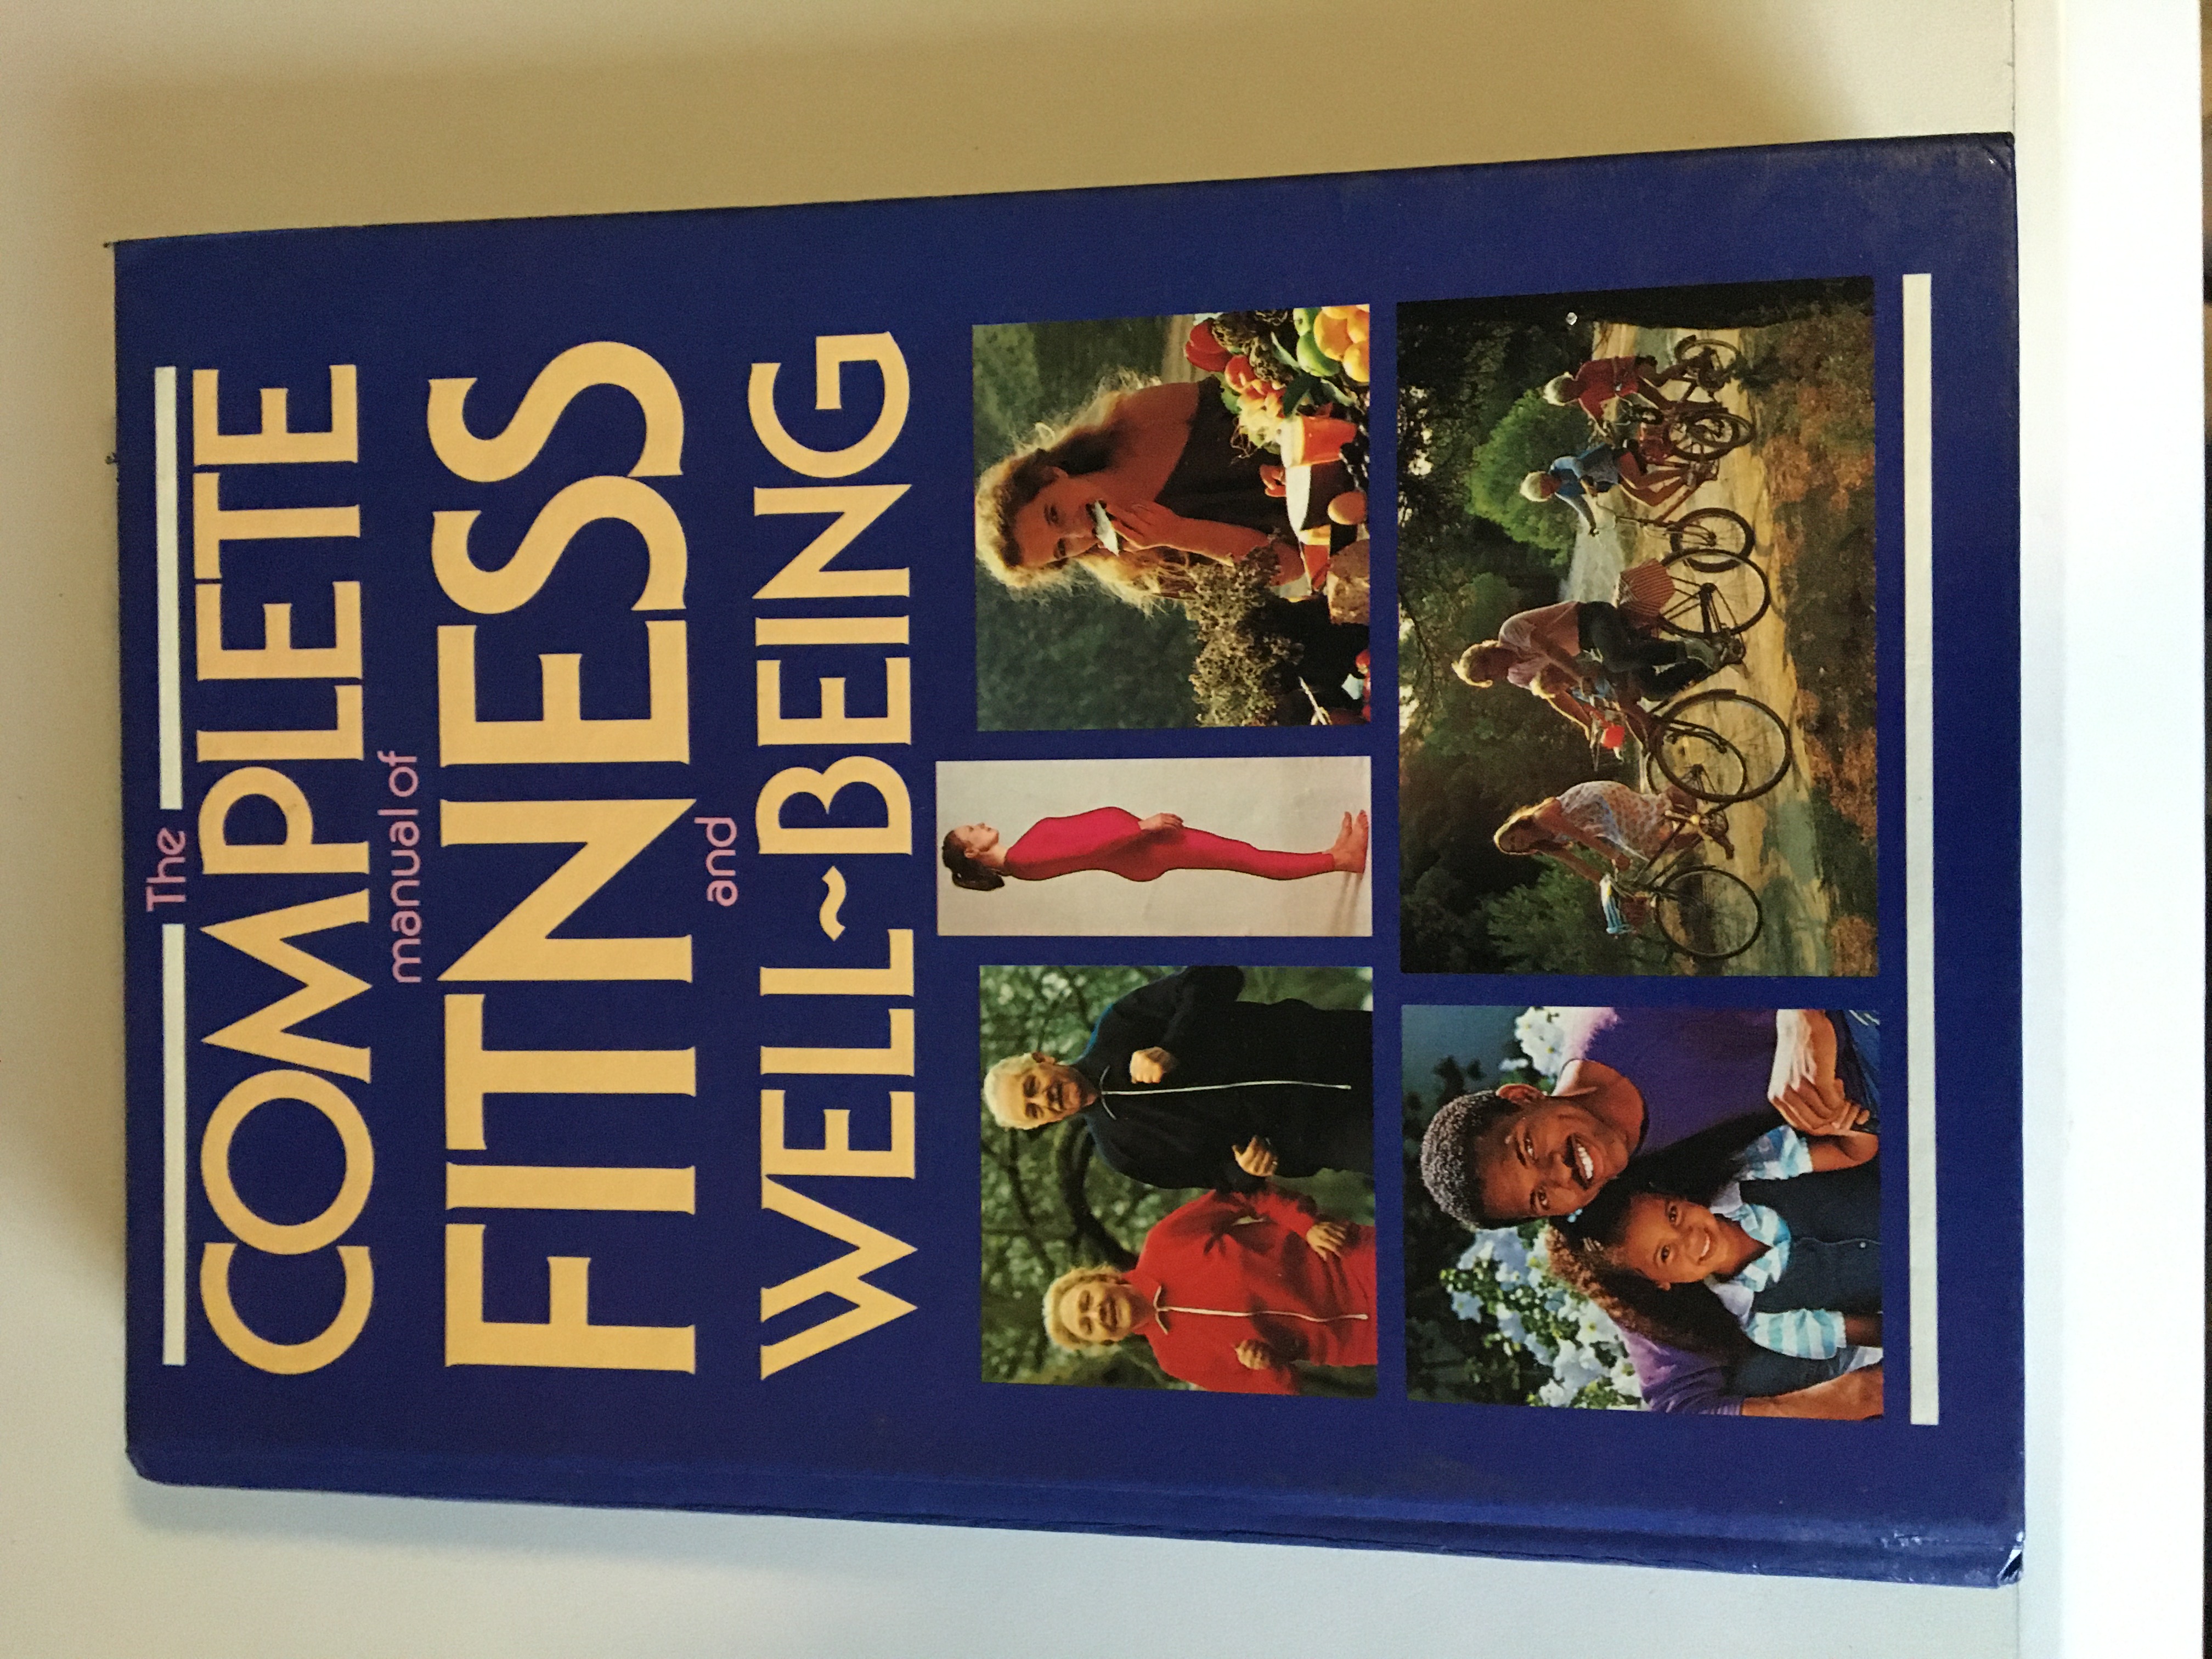 The
COMPLETE
manual of
FITNESS
and
WELL~BEING